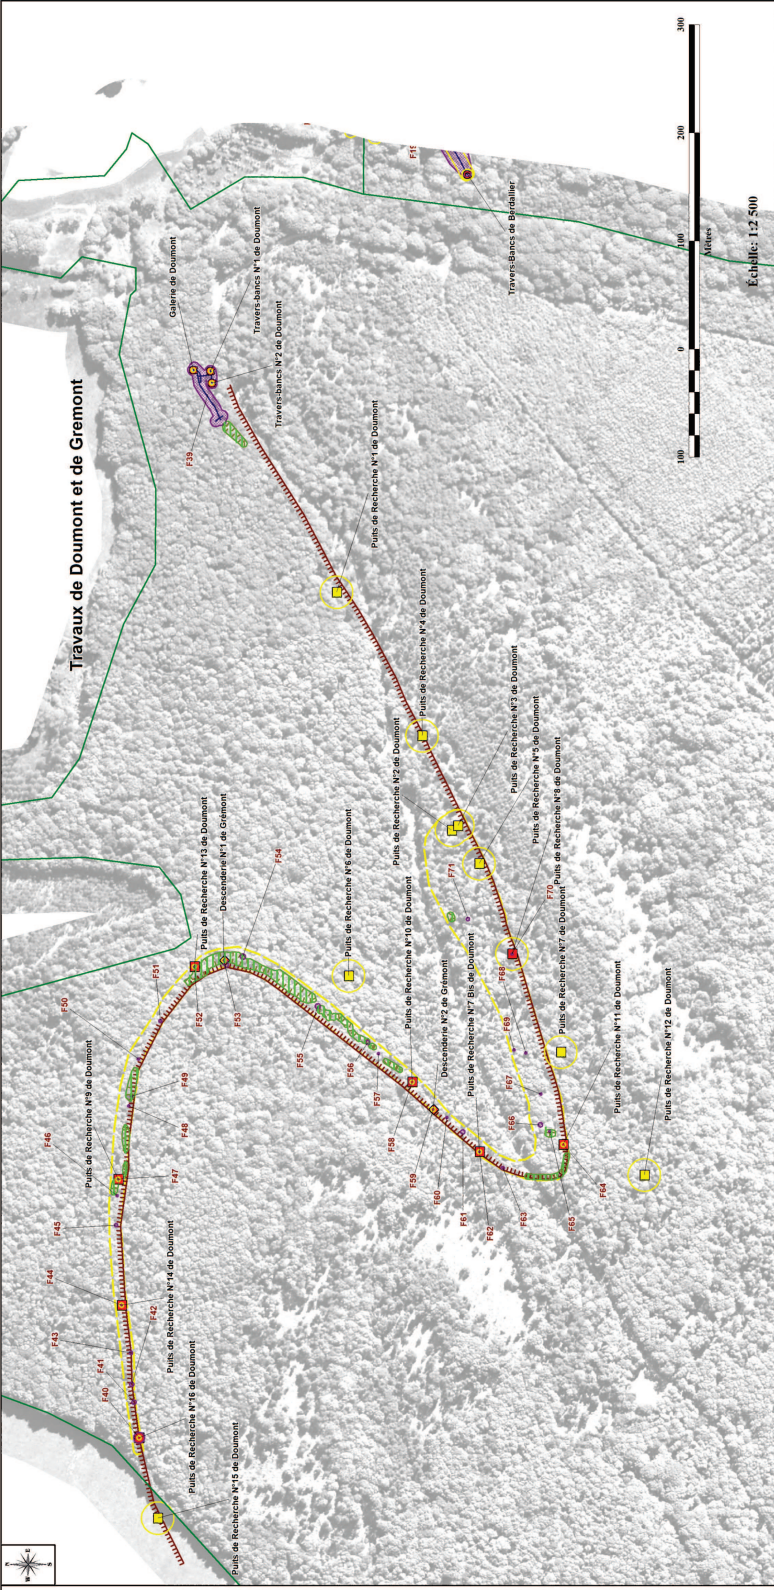 Travaux de Doumont et de Gremont
N
E
S
W
Galerie de Doumont
Travers-bancs N°1 de Doumont
Travers-bancs N°2 de Doumont
F39
Travers-Bancs de Berdallier
Puits de Recherche N°1 de Doumont
Puits de Recherche N°4 de Doumont
Puits de Recherche N°2 de Doumont
Puits de Recherche N°3 de Doumont
Puits de Recherche N°5 de Doumont
Puits de Recherche N°8 de Doumont
F70
F71
F68
Puits de Recherche N°7 de Doumont
F69
F67
F66
Puits de Recherche N°11 de Doumont
Puits de Recherche N°12 de Doumont
F64
F65
F63
F62
Puits de Recherche N°7 Bis de Doumont
F61
F60
Descenderie N°2 de Grémont
F59
F58
Puits de Recherche N°10 de Doumont
F57
F56
F55
Puits de Recherche N°6 de Doumont
F54
F53
Descenderie N°1 de Grémont
Puits de Recherche N°13 de Doumont
F52
F51
F50
F49
F48
F47
F46
Puits de Recherche N°9 de Doumont
F45
F44
Puits de Recherche N°14 de Doumont
F43
F42
F41
F40
Puits de Recherche N°16 de Doumont
Puits de Recherche N°15 de Doumont
100 0 100 200 300
Mètres
Échelle: 1:2 500